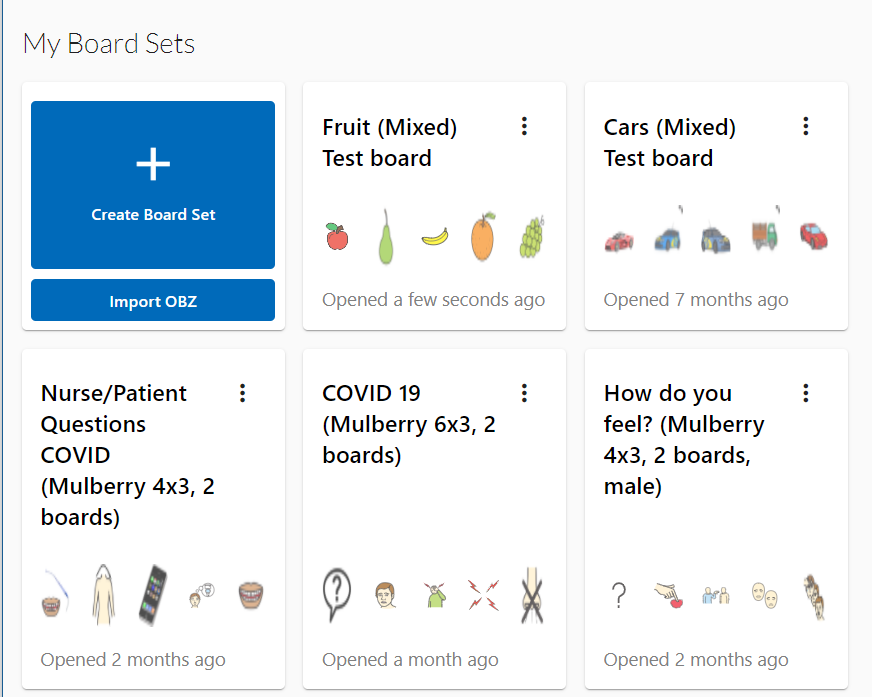 My Board Sets
Create Board Set
Import OBZ
Fruit (Mixed)
Test board
Opened a few seconds ago
Cars (Mixed)
Test board
Opened 7 months ago
Nurse/Patient
Questions
COVID
(Mulberry 4x3, 2
boards)
Opened 2 months ago
COVID 19
(Mulberry 6x3, 2
boards)
?
Opened a month ago
How do you
feel? (Mulberry
4x3, 2 boards,
male)
?
Opened 2 months ago